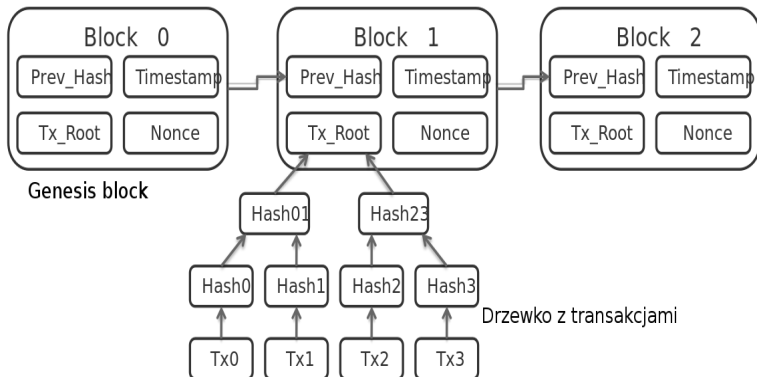 Block 0 Block 1 Block 2
Prev_Hash Timestamp Prev_Hash Timestamp Prev_Hash Timestamp
Tx_Root Nonce Tx_Root Nonce Tx_Root Nonce
Genesis block
Hash01 Hash23
Hash0 Hash1 Hash2 Hash3
Drzewko z transakcjami
Tx0 Tx1 Tx2 Tx3